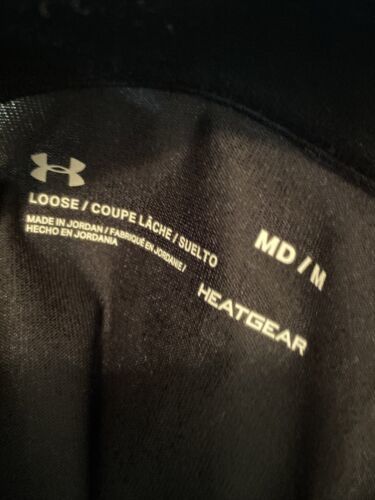 LOOSE / COUPE LÂCHE / SUELTO
MADE IN JORDAN / FABRIQUÉ EN JORDANIE /
HECHO EN JORDANIA
MD / M
HEATGEAR